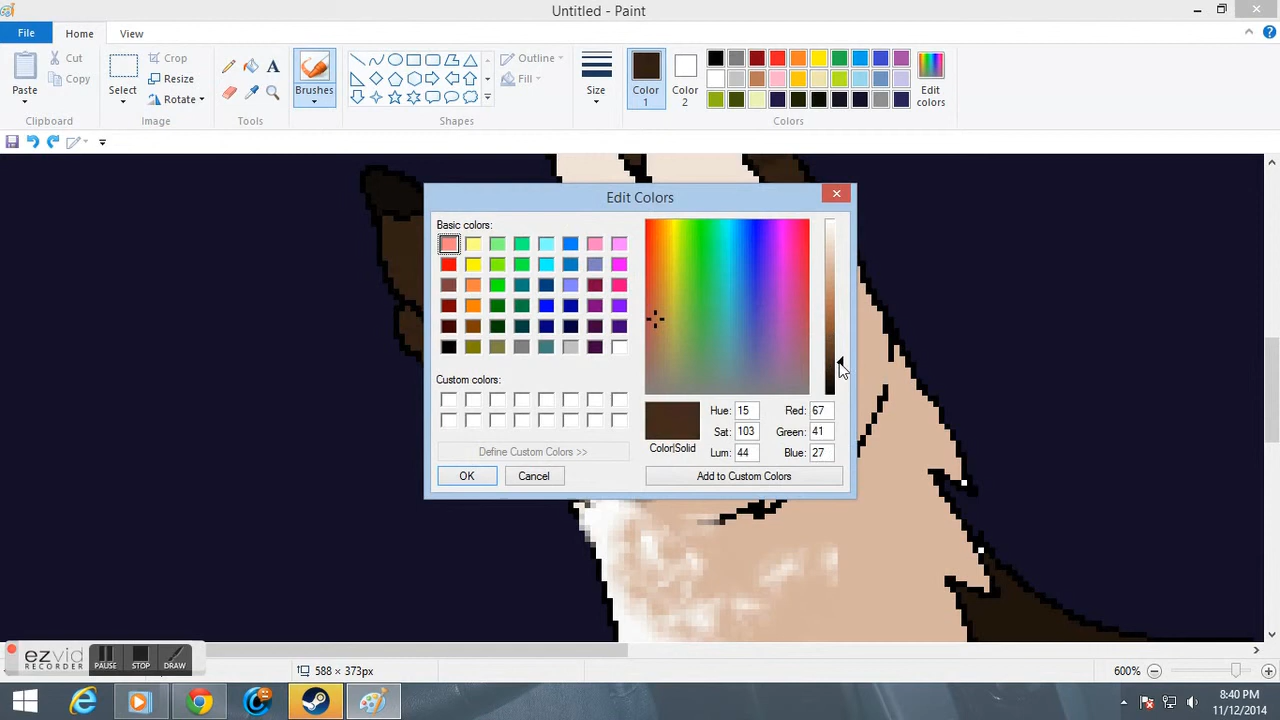 Untitled - Paint
File Home View
Paste
Cut
Copy
Clipboard
Select
Crop
Resize
Rotate
Image
A
Tools
Brushes
Shapes
Outline
Fill
Size
Color 1
Color 2
Edit colors
Colors
Edit Colors
Basic colors:
Custom colors:
Define Custom Colors >>
OK Cancel
Color|Solid
Hue: 15 Red: 67
Sat: 103 Green: 41
Lum: 44 Blue: 27
Add to Custom Colors
ezvid
RECORDER
PAUSE STOP DRAW
588 × 373px
600%
8:40 PM
11/12/2014